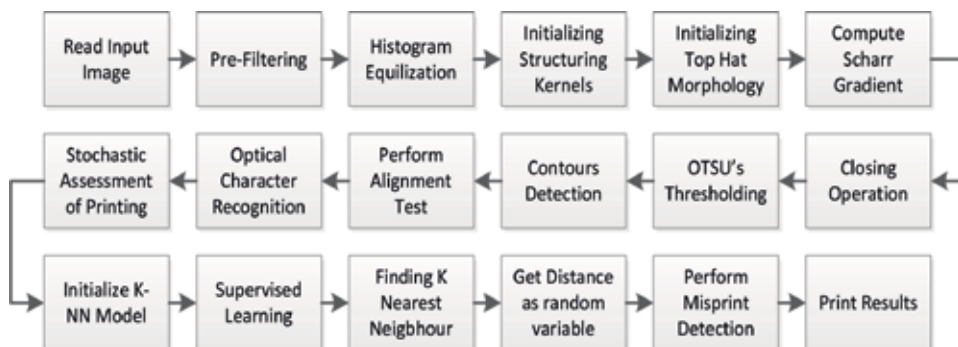 Read Input
Image
Pre-Filtering
Histogram
Equilization
Initializing
Structuring
Kernels
Initializing
Top Hat
Morphology
Compute
Scharr
Gradient
Closing
Operation
OTSU's
Thresholding
Contours
Detection
Perform
Alignment
Test
Optical
Character
Recognition
Stochastic
Assessment
of Printing
Initialize K-
NN Model
Supervised
Learning
Finding K
Nearest
Neigbhour
Get Distance
as random
variable
Perform
Misprint
Detection
Print Results